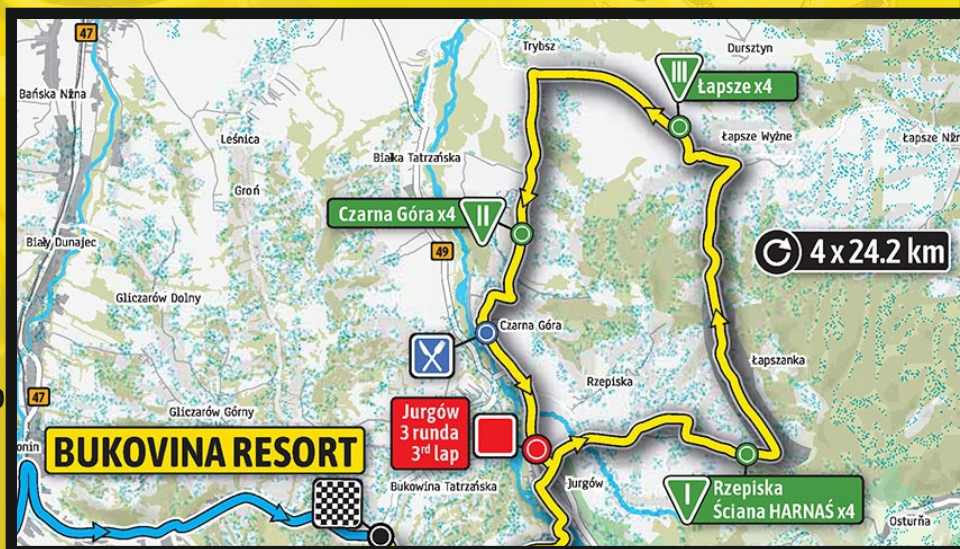 47
Trybsz
Dursztyn
III
Łapsze x4
Bańska Niżna
Leśnica
Łapsze Wyżne
Białka Tatrzańska
Groń
Czarna Góra x4
II
Biały Dunajec
49
4 x 24.2 km
Gliczarów Dolny
Czarna Góra
Łapszanka
Rzepiska
47
Gliczarów Górny
Jurgów
3 runda
3rd lap
BUKOVINA RESORT
Bukowina Tatrzańska
Jurgów
I
Rzepiska
Ściana HARNAŚ x4
Osturňa